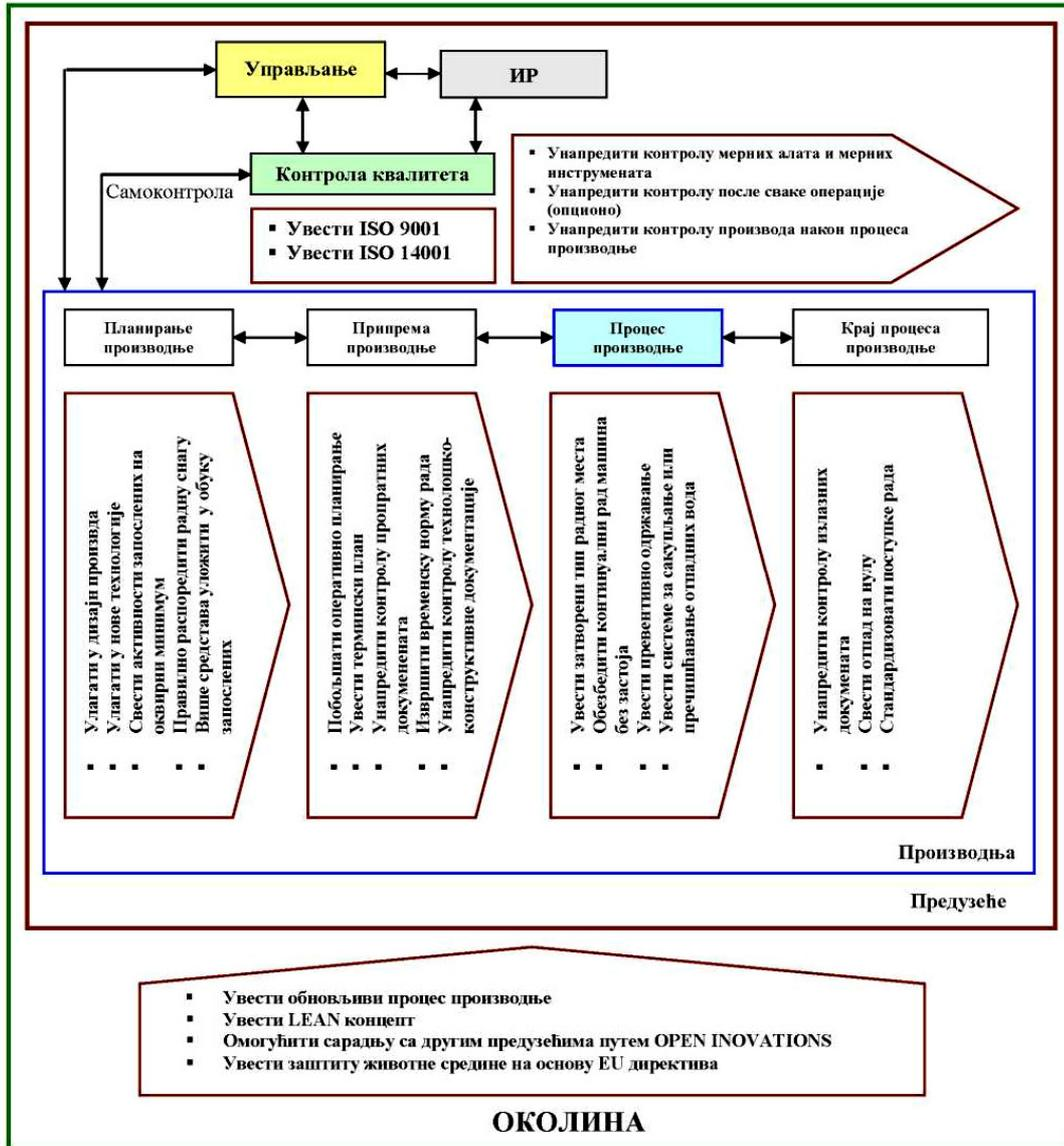 Управљање
ИР
Контрола квалитета
Самоконтрола
▪ Увести ISO 9001
▪ Увести ISO 14001
▪ Унапредити контролу мерних алата и мерних
инструмената
▪ Унапредити контролу после сваке операције
(опционо)
▪ Унапредити контролу производа након процеса
производње
Планирање
производње
Припрема
производње
Процес
производње
Крај процеса
производње
▪ Улагати у дизајн произвда
▪ Улагати у нове технологије
▪ Свести активности запослених на
оквирни минимум
▪ Правилно распоредити радну снагу
▪ Више средстава уложити у обуку
запослених
▪ Побољшати оперативно планирање
▪ Увести термински план
▪ Унапредити контролу пропратних
докуменената
▪ Извршити временску норму рада
▪ Унапредити контролу технолошко-
конструктивне документације
▪ Увести затворени тип радног места
▪ Обезбедити континуални рад машина
без застоја
▪ Увести превентивно одржавање
▪ Увести системе за сакупљање или
пречишћавање отпадних вода
▪ Унапредити контролу излазних
докумената
▪ Свести отпад на нулу
▪ Стандардизовати поступке рада
Производња
Предузеће
▪ Увести обновљиви процес производње
▪ Увести LEAN концепт
▪ Омогућити сарадњу са другим предузећима путем OPEN INOVATIONS
▪ Увести заштиту животне средине на основу EU директива
ОКОЛИНА